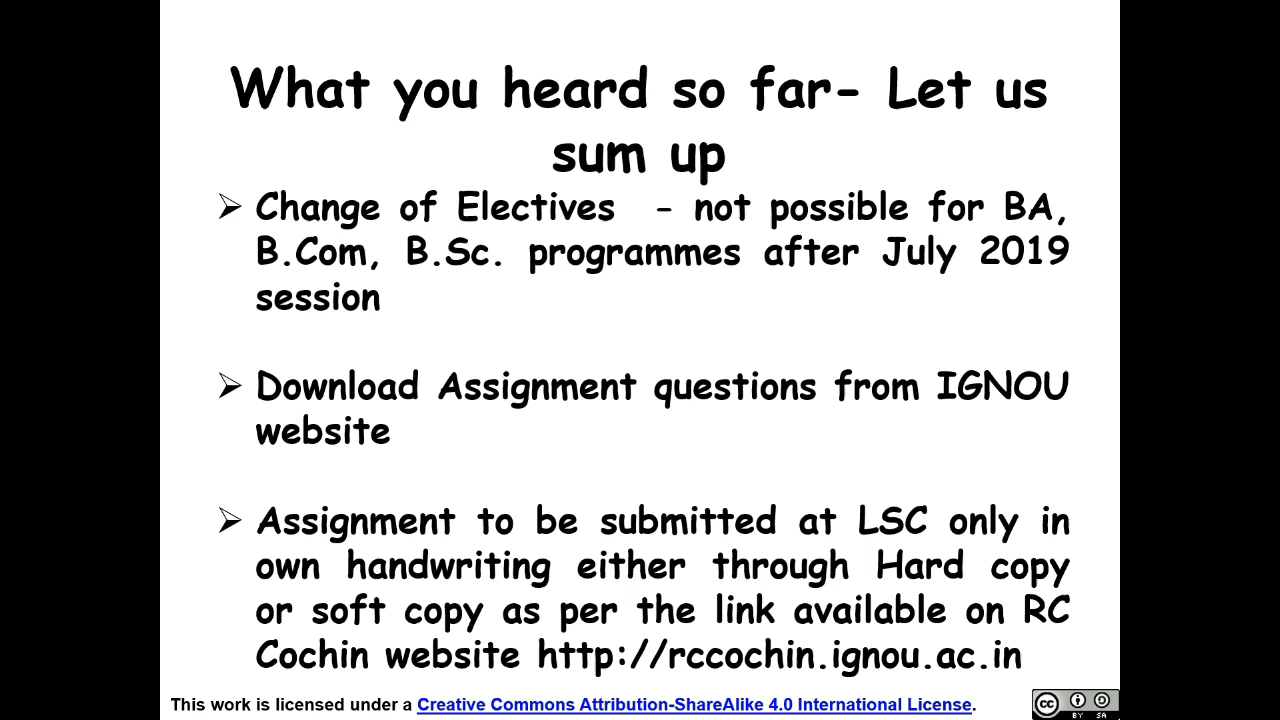 What you heard so far- Let us
sum up
➢ Change of Electives - not possible for BA,
B.Com, B.Sc. programmes after July 2019
session
➢ Download Assignment questions from IGNOU
website
➢ Assignment to be submitted at LSC only in
own handwriting either through Hard copy
or soft copy as per the link available on RC
Cochin website http://rccochin.ignou.ac.in
This work is licensed under a Creative Commons Attribution-ShareAlike 4.0 International License.
cc BY SA